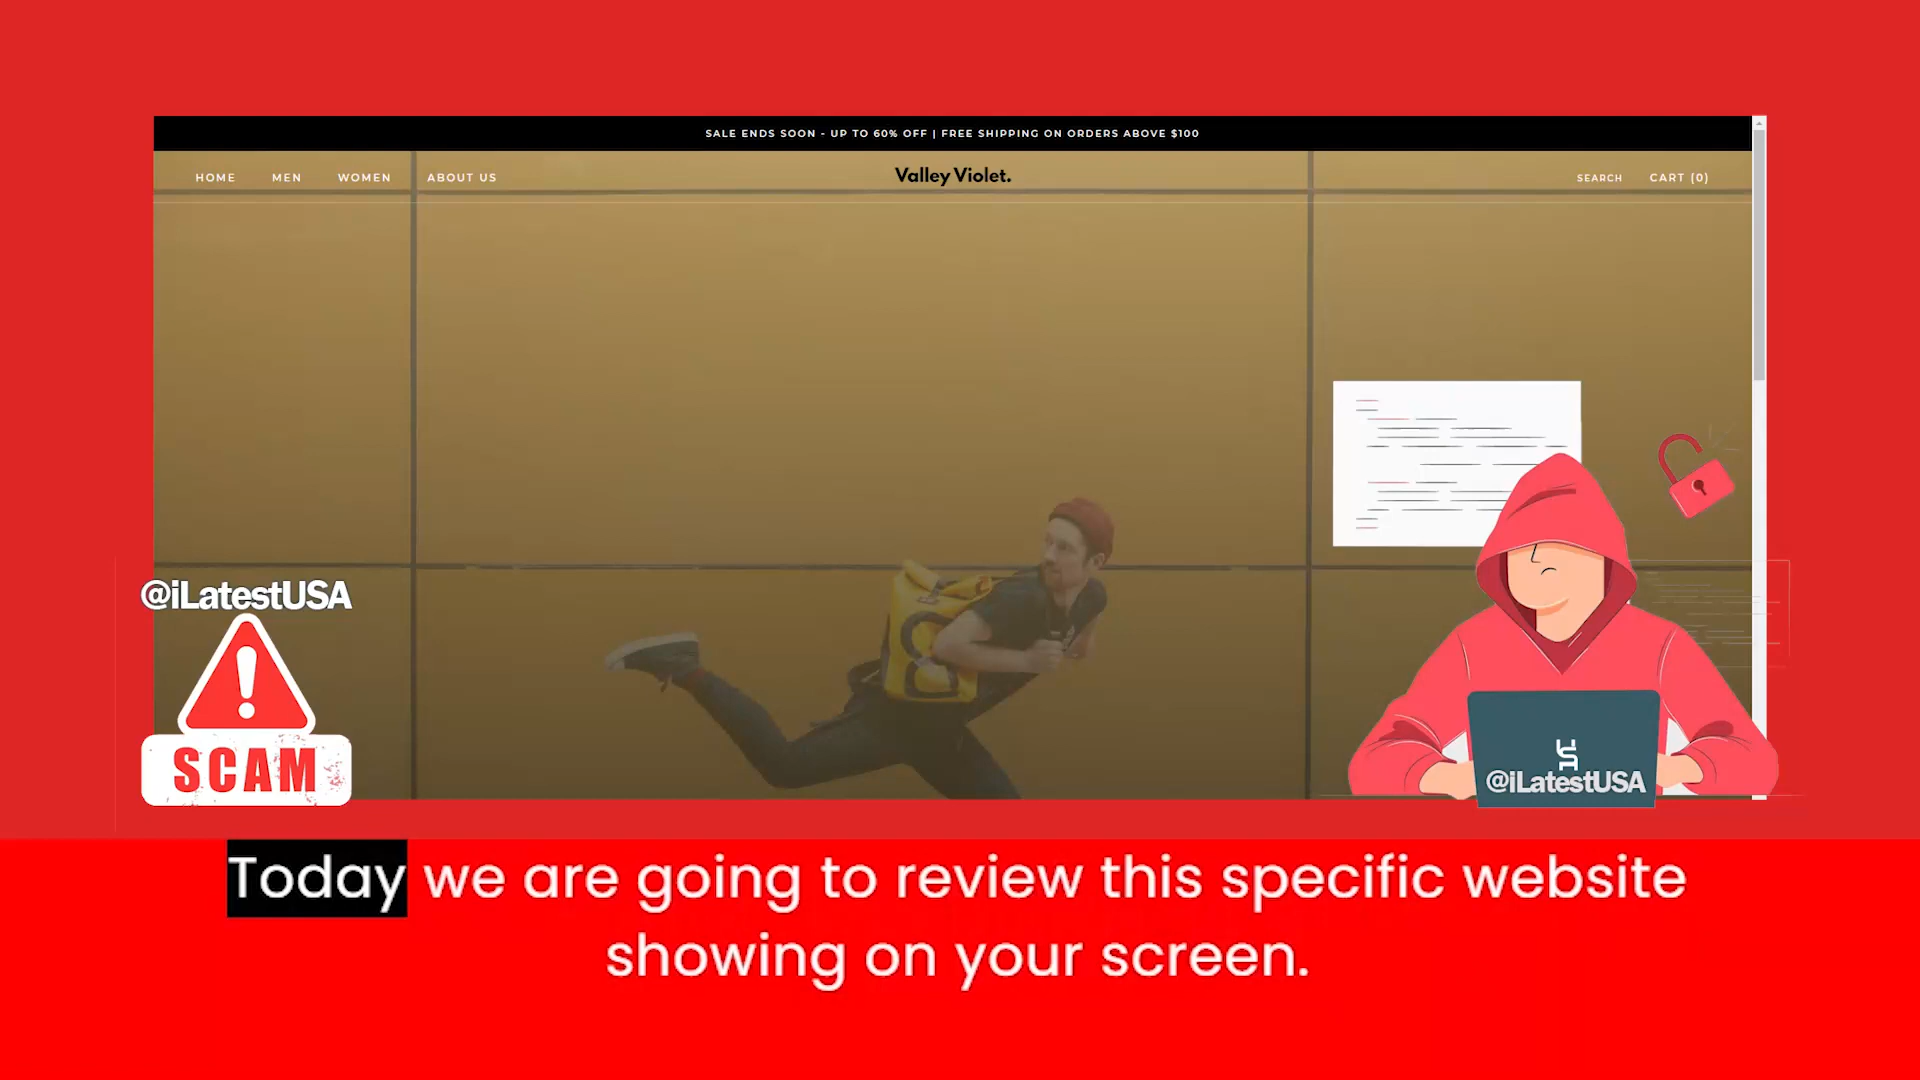 SALE ENDS SOON - UP TO 60% OFF | FREE SHIPPING ON ORDERS ABOVE $100
HOME MEN WOMEN ABOUT US Valley Violet. SEARCH CART (0)
@iLatestUSA
SCAM
@iLatestUSA
Today we are going to review this specific website
showing on your screen.